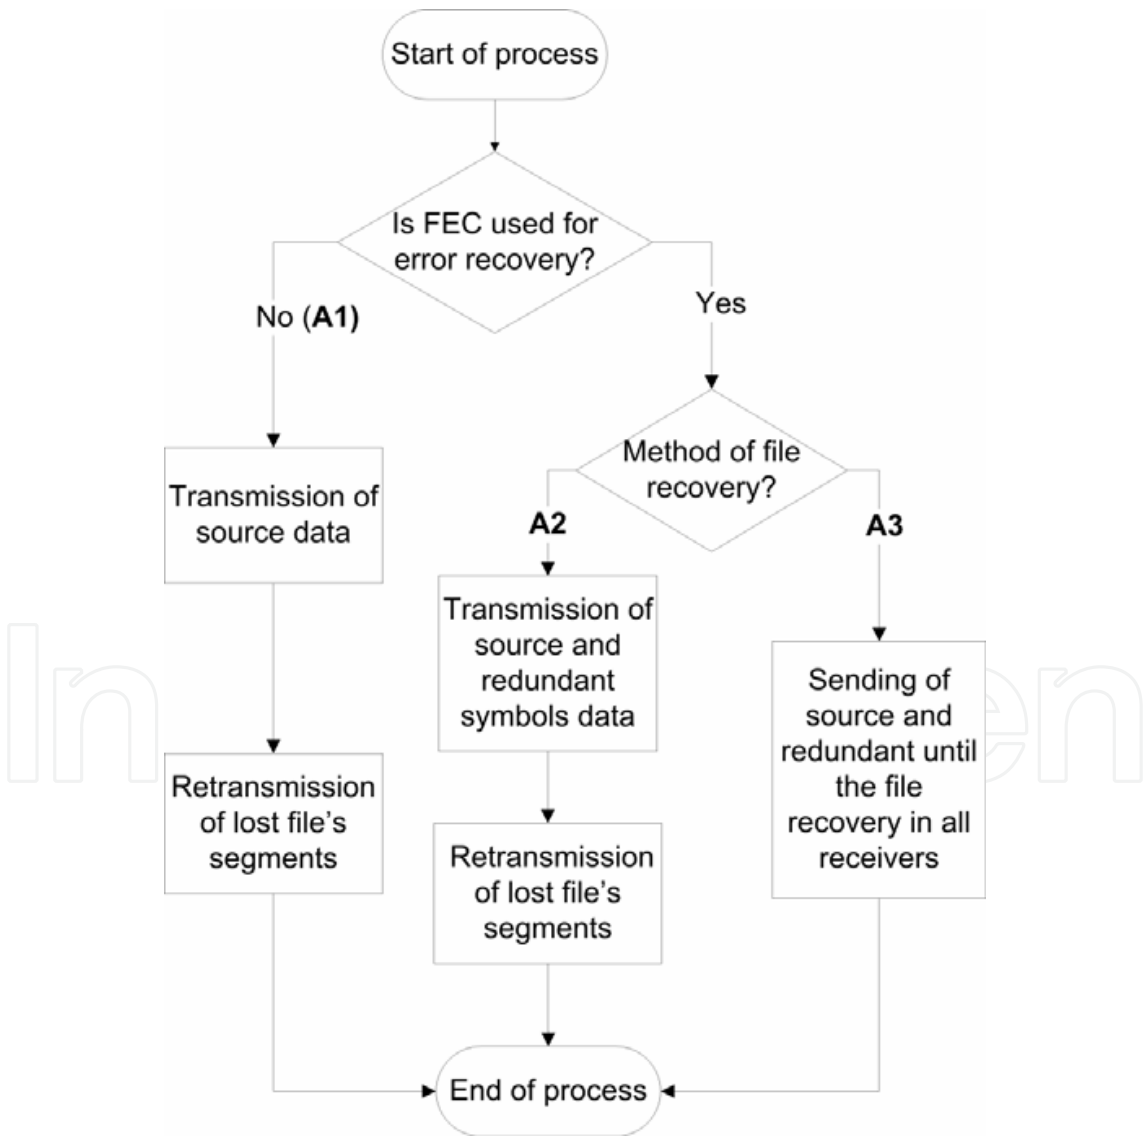 Start of process
Is FEC used for
error recovery?
No (A1)
Yes
Method of file
recovery?
A2
A3
Transmission of
source data
Transmission of
source and
redundant
symbols data
Sending of
source and
redundant until
the file
recovery in all
receivers
Retransmission
of lost file's
segments
Retransmission
of lost file's
segments
End of process
In
en